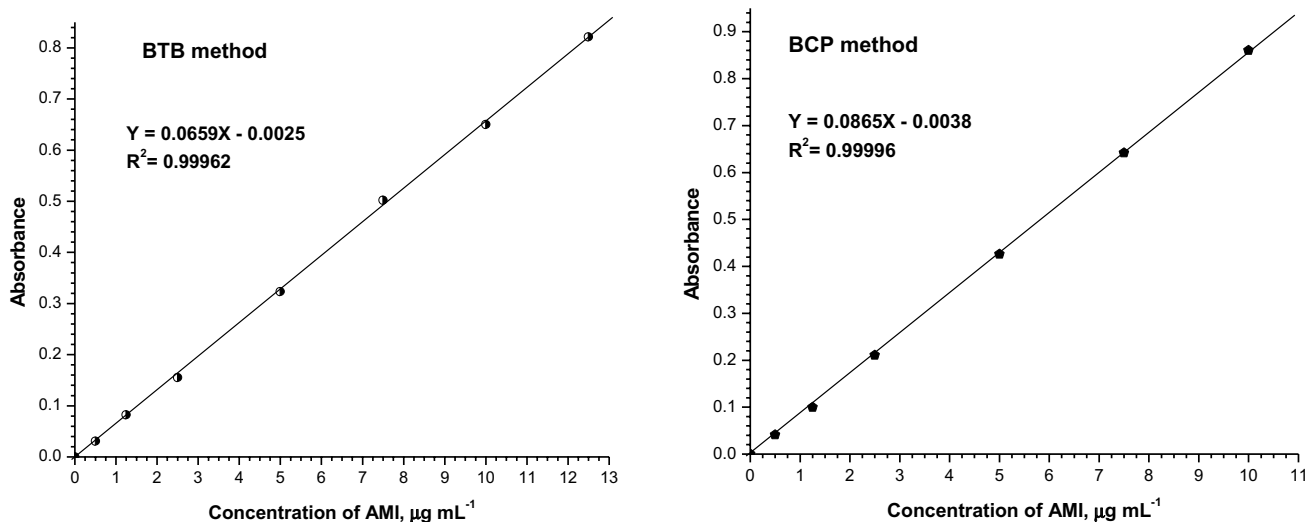 BTB method
Y = 0.0659X - 0.0025
R²= 0.99962
Absorbance
0.8
0.7
0.6
0.5
0.4
0.3
0.2
0.1
0.0
0 1 2 3 4 5 6 7 8 9 10 11 12 13
Concentration of AMI, µg mL⁻¹
BCP method
Y = 0.0865X - 0.0038
R²= 0.99996
Absorbance
0.9
0.8
0.7
0.6
0.5
0.4
0.3
0.2
0.1
0.0
0 1 2 3 4 5 6 7 8 9 10 11
Concentration of AMI, µg mL⁻¹